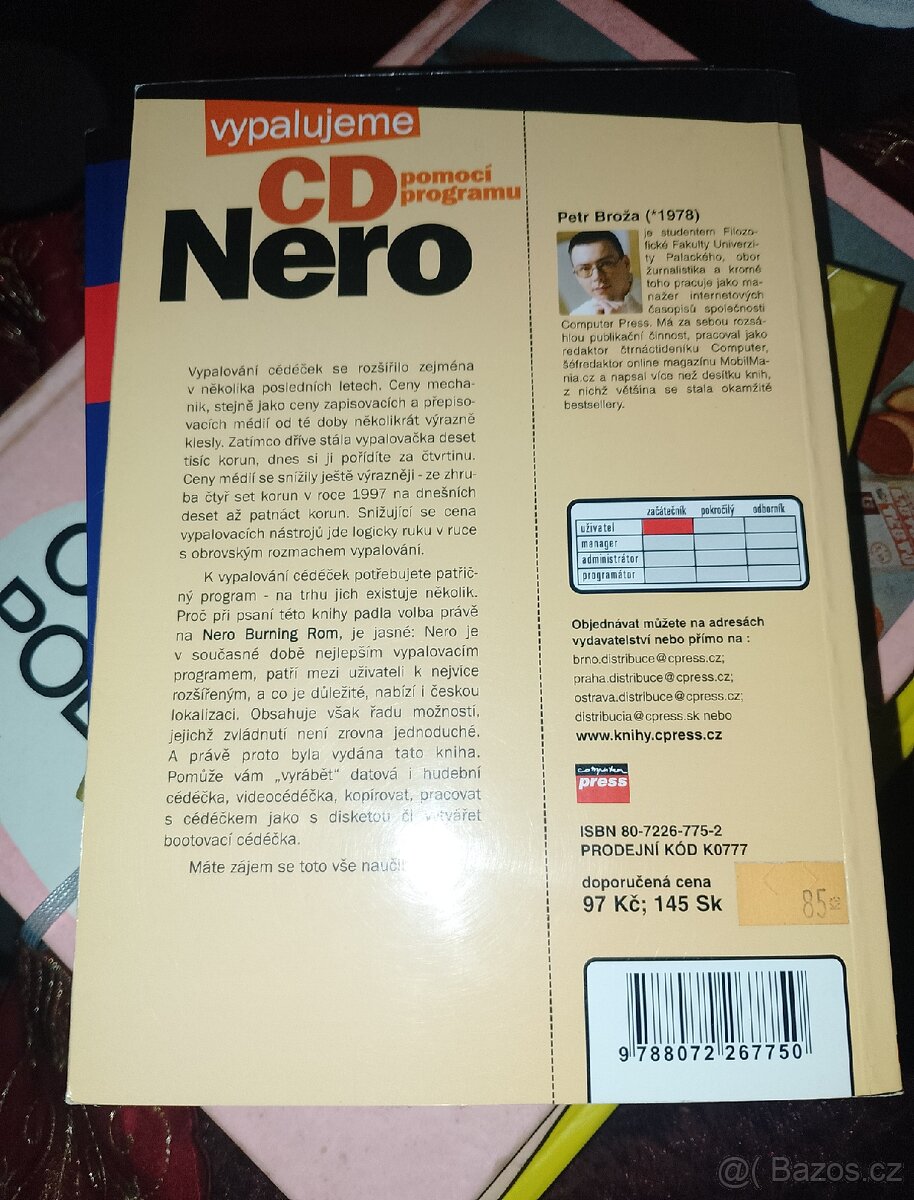 vypalujeme
CD
pomocí
programu
Nero
Vypalování cédéček se rozšířilo zejména
v několika posledních letech. Ceny mecha-
nik, stejně jako ceny zapisovacích a přepiso-
vacích médií od té doby několikrát výrazně
klesly. Zatímco dříve stála vypalovačka deset
tisíc korun, dnes si ji pořídíte za čtvrtinu.
Ceny médií se snížily ještě výrazněji - ze zhru-
ba čtyř set korun v roce 1997 na dnešních
deset až patnáct korun. Snižující se cena
vypalovacích nástrojů jde logicky ruku v ruce
s obrovským rozmachem vypalování.
K vypalování cédéček potřebujete patřič-
ný program - na trhu jich existuje několik.
Proč při psaní této knihy padla volba právě
na Nero Burning Rom, je jasné: Nero je
v současné době nejlepším vypalovacím
programem, patří mezi uživateli k nejvíce
rozšířeným, a co je důležité, nabízí i českou
lokalizaci. Obsahuje však řadu možností,
jejichž zvládnutí není zrovna jednoduché.
A právě proto byla vydána tato kniha.
Pomůže vám „vyrábět" datová i hudební
cédéčka, videocédéčka, kopírovat, pracovat
s cédéčkem jako s disketou či vytvářet
bootovací cédéčka.
Máte zájem se toto vše
Petr Broža (*1978)
je studentem Filozo-
fické Fakulty Univerzi-
ty Palackého, obor
žurnalistika a kromě
toho pracuje jako ma-
nažer internetových
časopisů společnosti
Computer Press. Má za sebou rozsá-
hlou publikační činnost, pracoval jako
redaktor čtrnáctideníku Computer,
šéfredaktor online magazínu MobilMa-
nia.cz a napsal více než desítku knih,
z nichž většina se stala okamžitě
bestsellery.
začátečník pokročilý odborník
uživatel
manager
administrátor
programátor
Objednávat můžete na adresách
vydavatelství nebo přímo na :
brno.distribuce@cpress.cz;
praha.distribuce@cpress.cz;
ostrava.distribuce@cpress.cz;
distribucia@cpress.sk nebo
www.knihy.cpress.cz
computer
press
ISBN 80-7226-775-2
PRODEJNÍ KÓD K0777
doporučená cena
97 Kč; 145 Sk
85 Kč
9 788072 267750
@( Bazos.cz